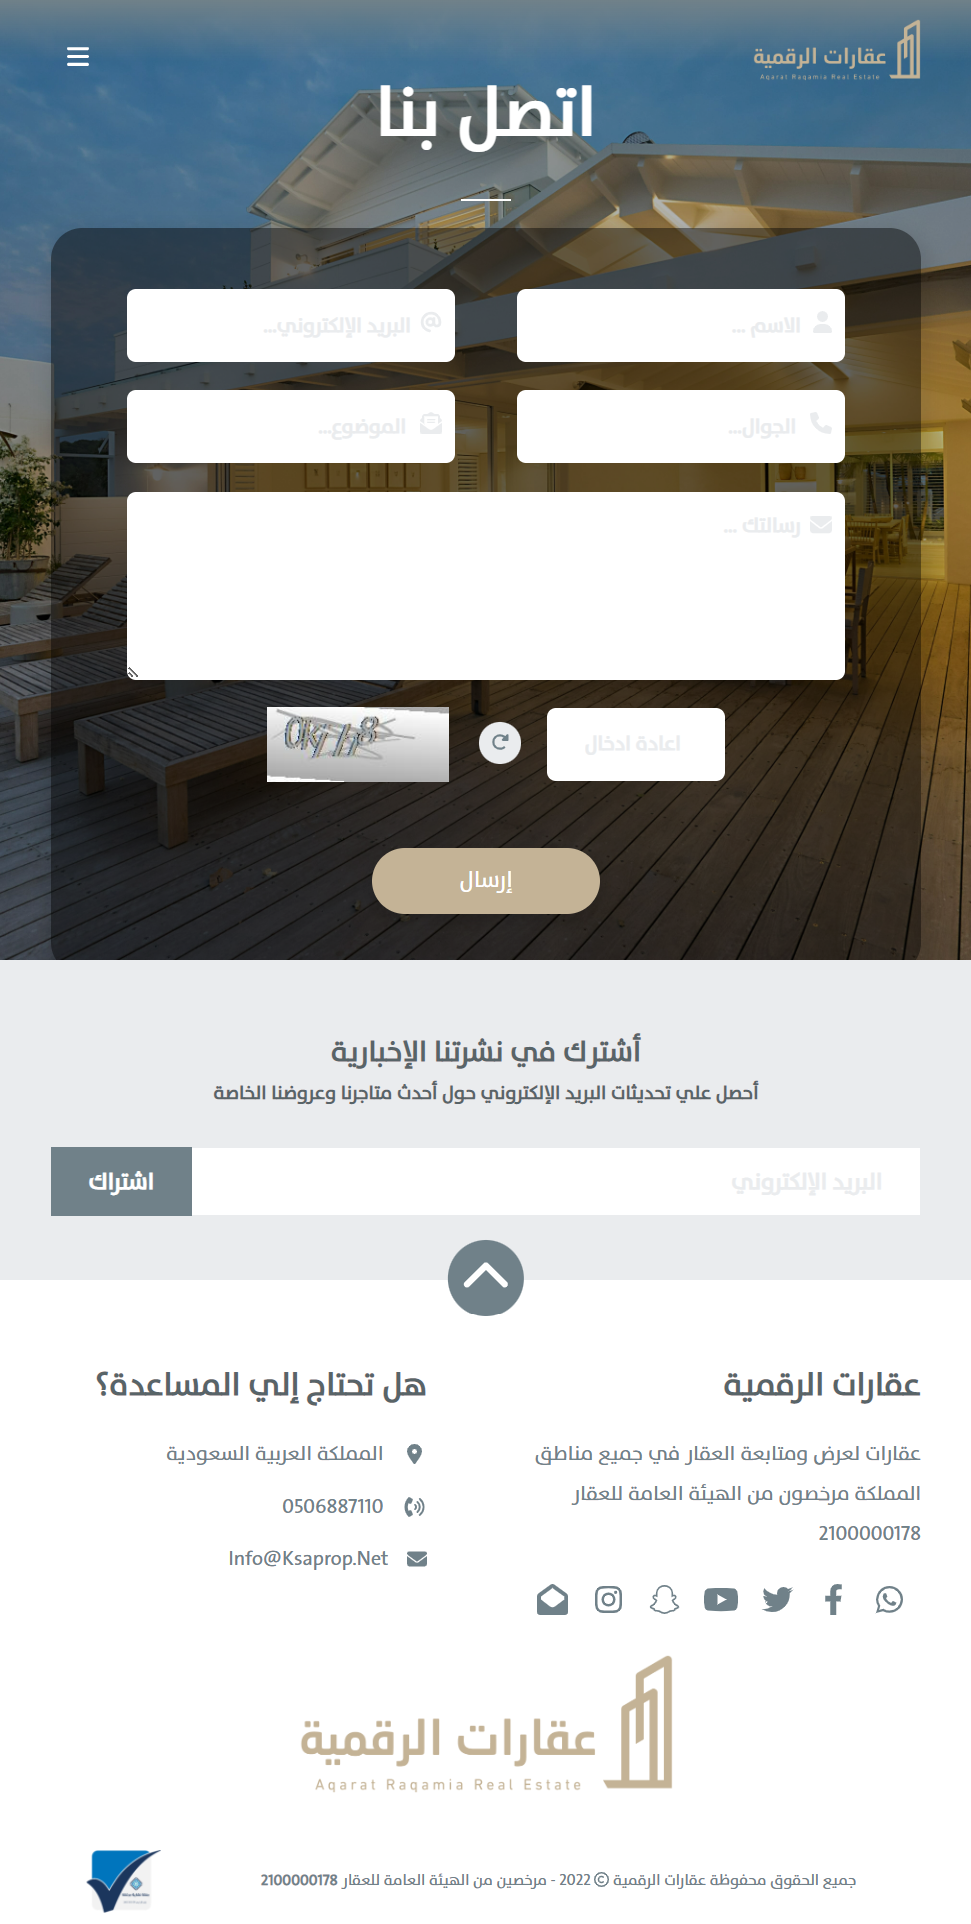 عقارات الرقمية
Aqarat Raqamia Real Estate
اتصل بنا
الاسم ...
البريد الإلكتروني...
الجوال...
الموضوع...
رسالتك ...
اعادة ادخال
إرسال
أشترك في نشرتنا الإخبارية
أحصل علي تحديثات البريد الإلكتروني حول أحدث متاجرنا وعروضنا الخاصة
البريد الإلكتروني
اشتراك
عقارات الرقمية
عقارات لعرض ومتابعة العقار في جميع مناطق
المملكة مرخصون من الهيئة العامة للعقار
2100000178
هل تحتاج إلي المساعدة؟
المملكة العربية السعودية
0506887110
Info@Ksaprop.Net
عقارات الرقمية
Aqarat Raqamia Real Estate
جميع الحقوق محفوظة عقارات الرقمية © 2022 - مرخصين من الهيئة العامة للعقار 2100000178